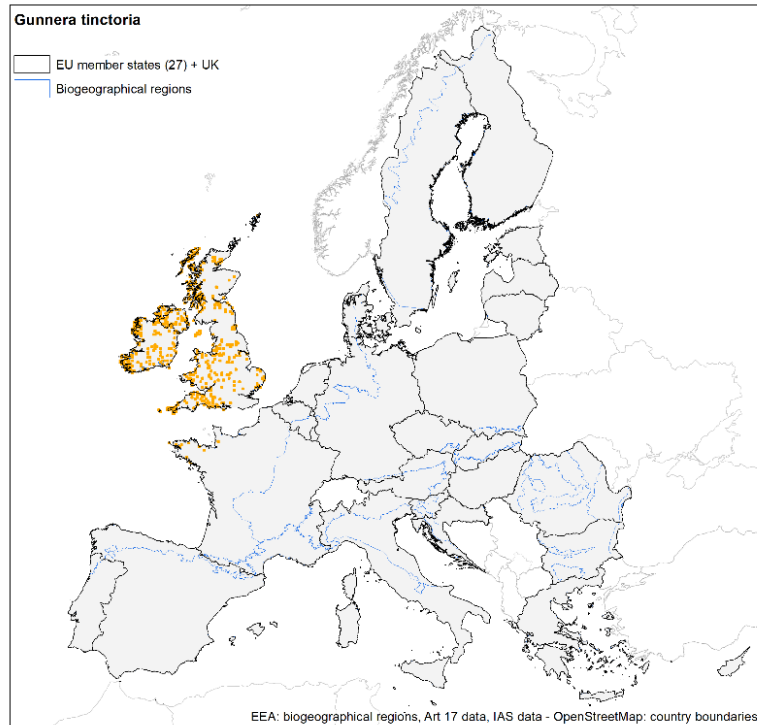 Gunnera tinctoria
EU member states (27) + UK
Biogeographical regions
EEA: biogeographical regions, Art 17 data, IAS data - OpenStreetMap: country boundaries